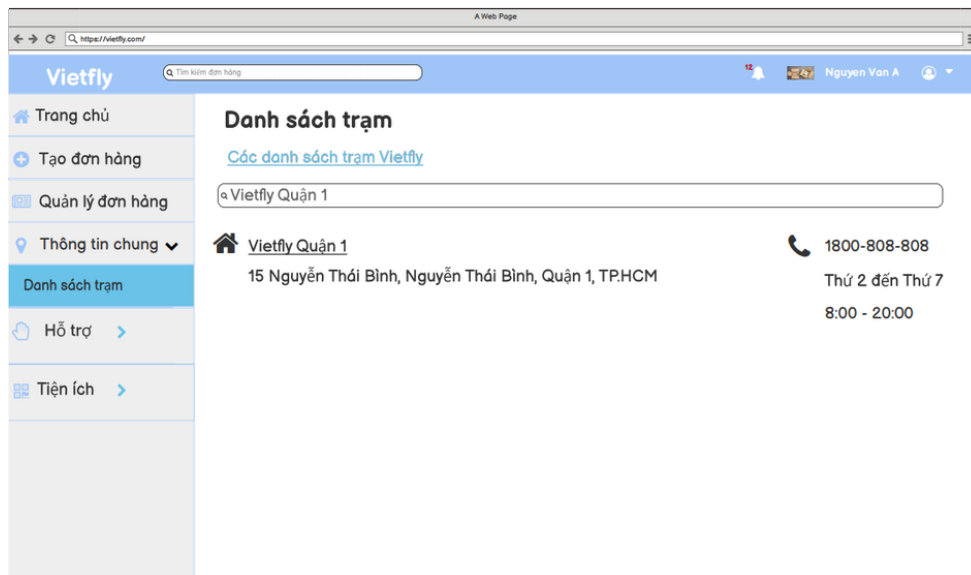 A Web Page
https://vietfly.com/
Vietfly
Tìm kiếm đơn hàng
12
Nguyen Van A
Trang chủ
Tạo đơn hàng
Quản lý đơn hàng
Thông tin chung
Danh sách trạm
Hỗ trợ
Tiện ích
Danh sách trạm
Các danh sách trạm Vietfly
Vietfly Quận 1
Vietfly Quận 1
15 Nguyễn Thái Bình, Nguyễn Thái Bình, Quận 1, TP.HCM
1800-808-808
Thứ 2 đến Thứ 7
8:00 - 20:00